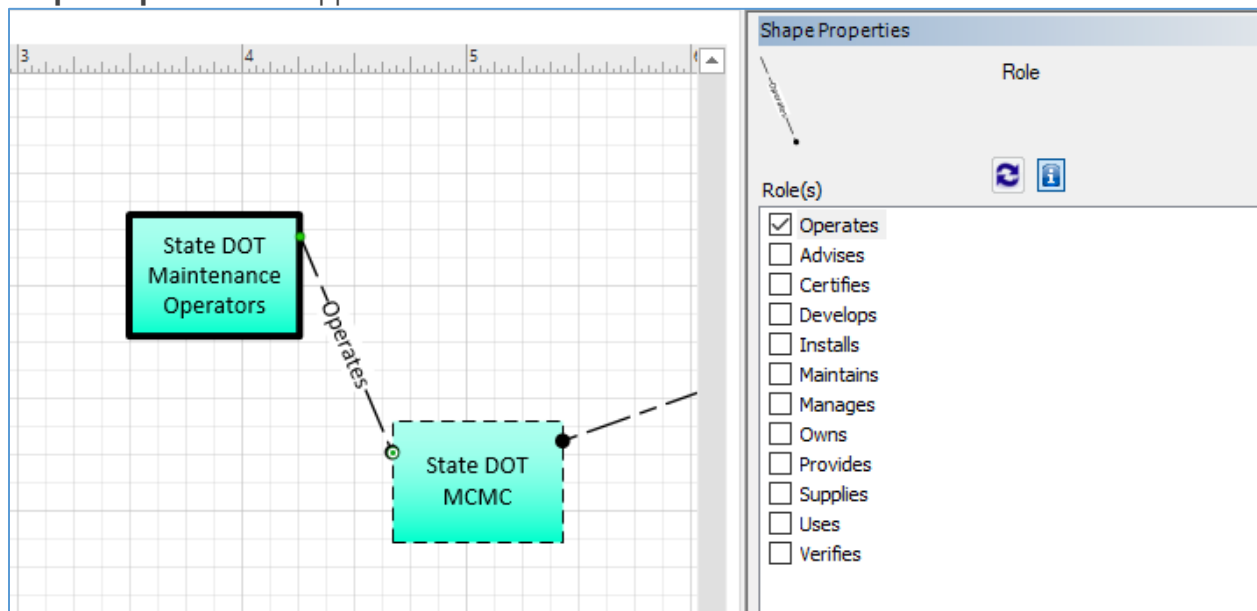 3
4
5
State DOT
Maintenance
Operators
Operates
State DOT
MCMC
Shape Properties
Operates
Role
Role(s)
Operates
Advises
Certifies
Develops
Installs
Maintains
Manages
Owns
Provides
Supplies
Uses
Verifies